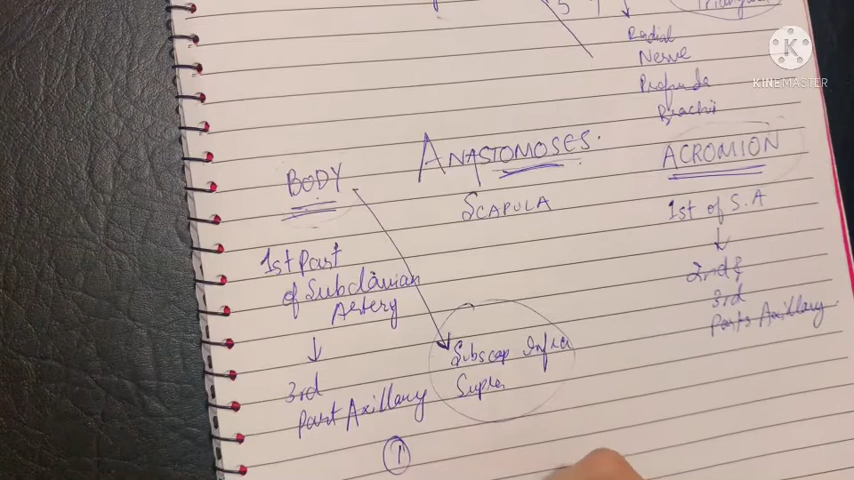 Radial
Nerve
Profunda
Brachii
KINEMASTER
ANASTOMOSES.
SCAPULA
BODY
1st Part
of Subclavian
Artery
3rd
Part Axillary
1
Subscap Infra
Supra
ACROMION
1st of S.A
2nd &
3rd
Parts Axillary